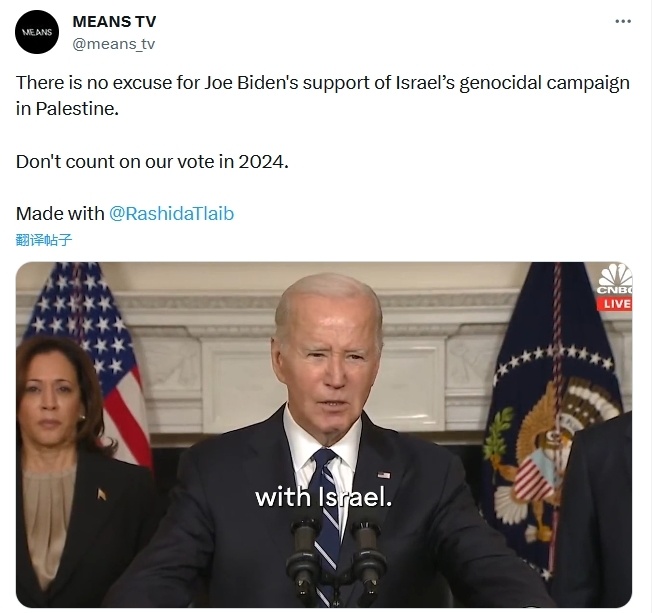 MEANS
MEANS TV
@means_tv
There is no excuse for Joe Biden's support of Israel’s genocidal campaign
in Palestine.
Don't count on our vote in 2024.
Made with @RashidaTlaib
翻译帖子
CNBC
LIVE
with Israel.